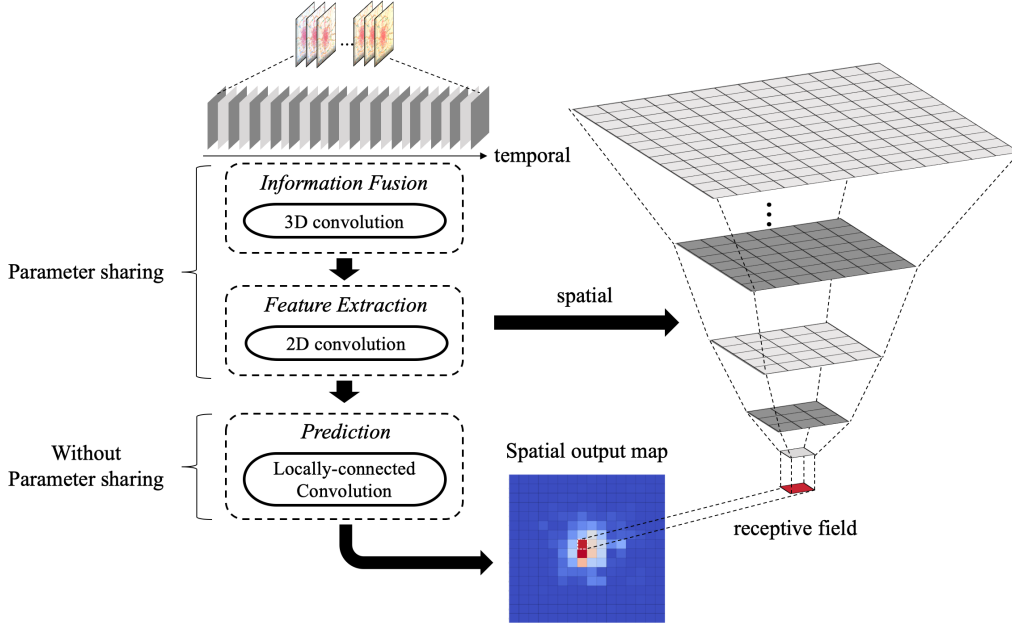 temporal
Information Fusion
3D convolution
Parameter sharing
Feature Extraction
2D convolution
spatial
Without
Parameter sharing
Prediction
Locally-connected
Convolution
Spatial output map
receptive field